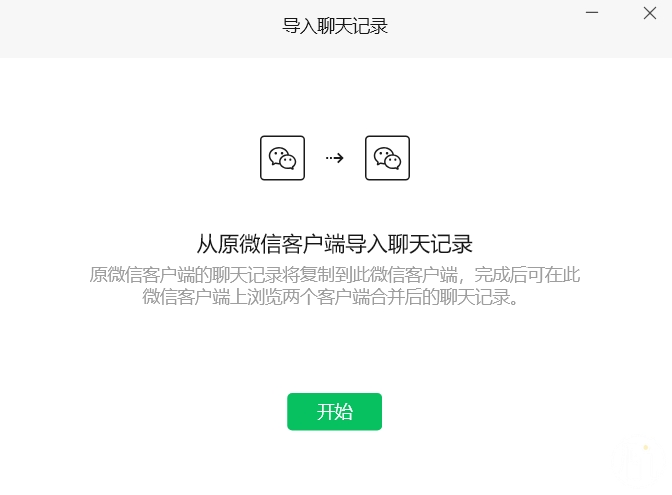 导入聊天记录
从原微信客户端导入聊天记录
原微信客户端的聊天记录将复制到此微信客户端，完成后可在此
微信客户端上浏览两个客户端合并后的聊天记录。
开始